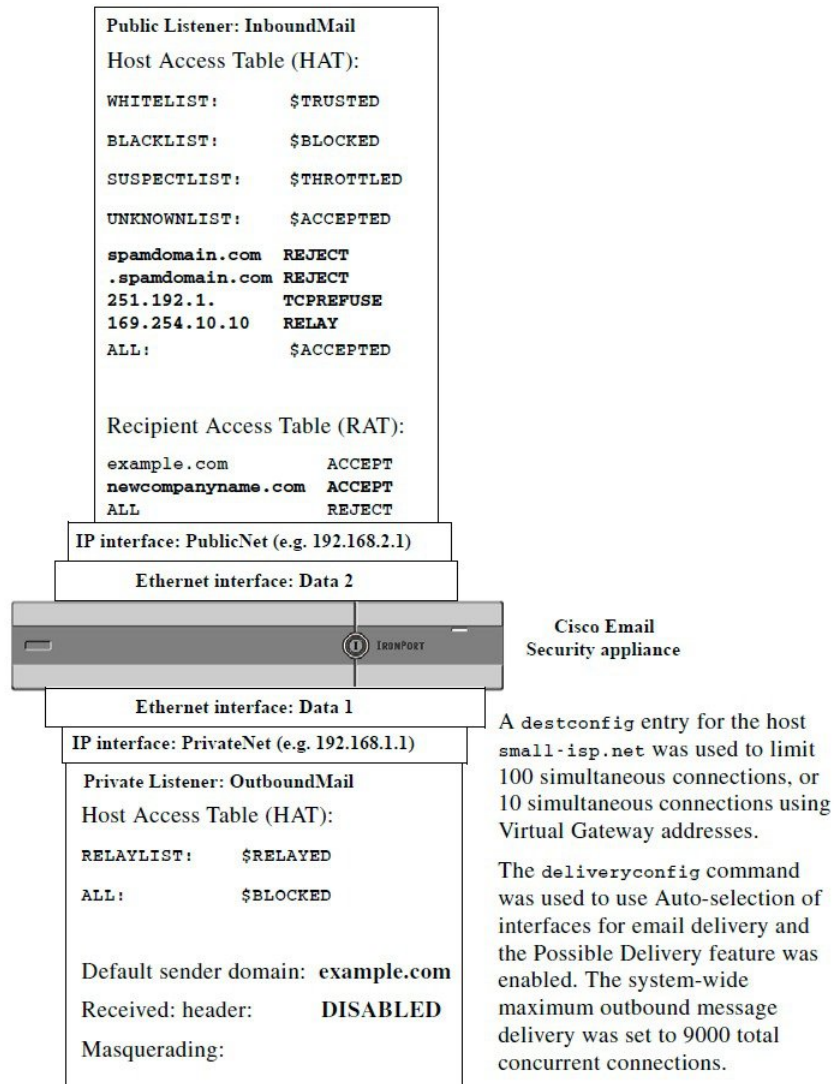 Public Listener: InboundMail
Host Access Table (HAT):
WHITELIST: $TRUSTED
BLACKLIST: $BLOCKED
SUSPECTLIST: $THROTTLED
UNKNOWNLIST: $ACCEPTED
spamdomain.com REJECT
.spamdomain.com REJECT
251.192.1. TCPREFUSE
169.254.10.10 RELAY
ALL: $ACCEPTED
Recipient Access Table (RAT):
example.com ACCEPT
newcompanyname.com ACCEPT
ALL REJECT
IP interface: PublicNet (e.g. 192.168.2.1)
Ethernet interface: Data 2
IRONPORT
Cisco Email
Security appliance
Ethernet interface: Data 1
IP interface: PrivateNet (e.g. 192.168.1.1)
Private Listener: OutboundMail
Host Access Table (HAT):
RELAYLIST: $RELAYED
ALL: $BLOCKED
Default sender domain: example.com
Received: header: DISABLED
Masquerading:
A destconfig entry for the host
small-isp.net was used to limit
100 simultaneous connections, or
10 simultaneous connections using
Virtual Gateway addresses.
The deliveryconfig command
was used to use Auto-selection of
interfaces for email delivery and
the Possible Delivery feature was
enabled. The system-wide
maximum outbound message
delivery was set to 9000 total
concurrent connections.